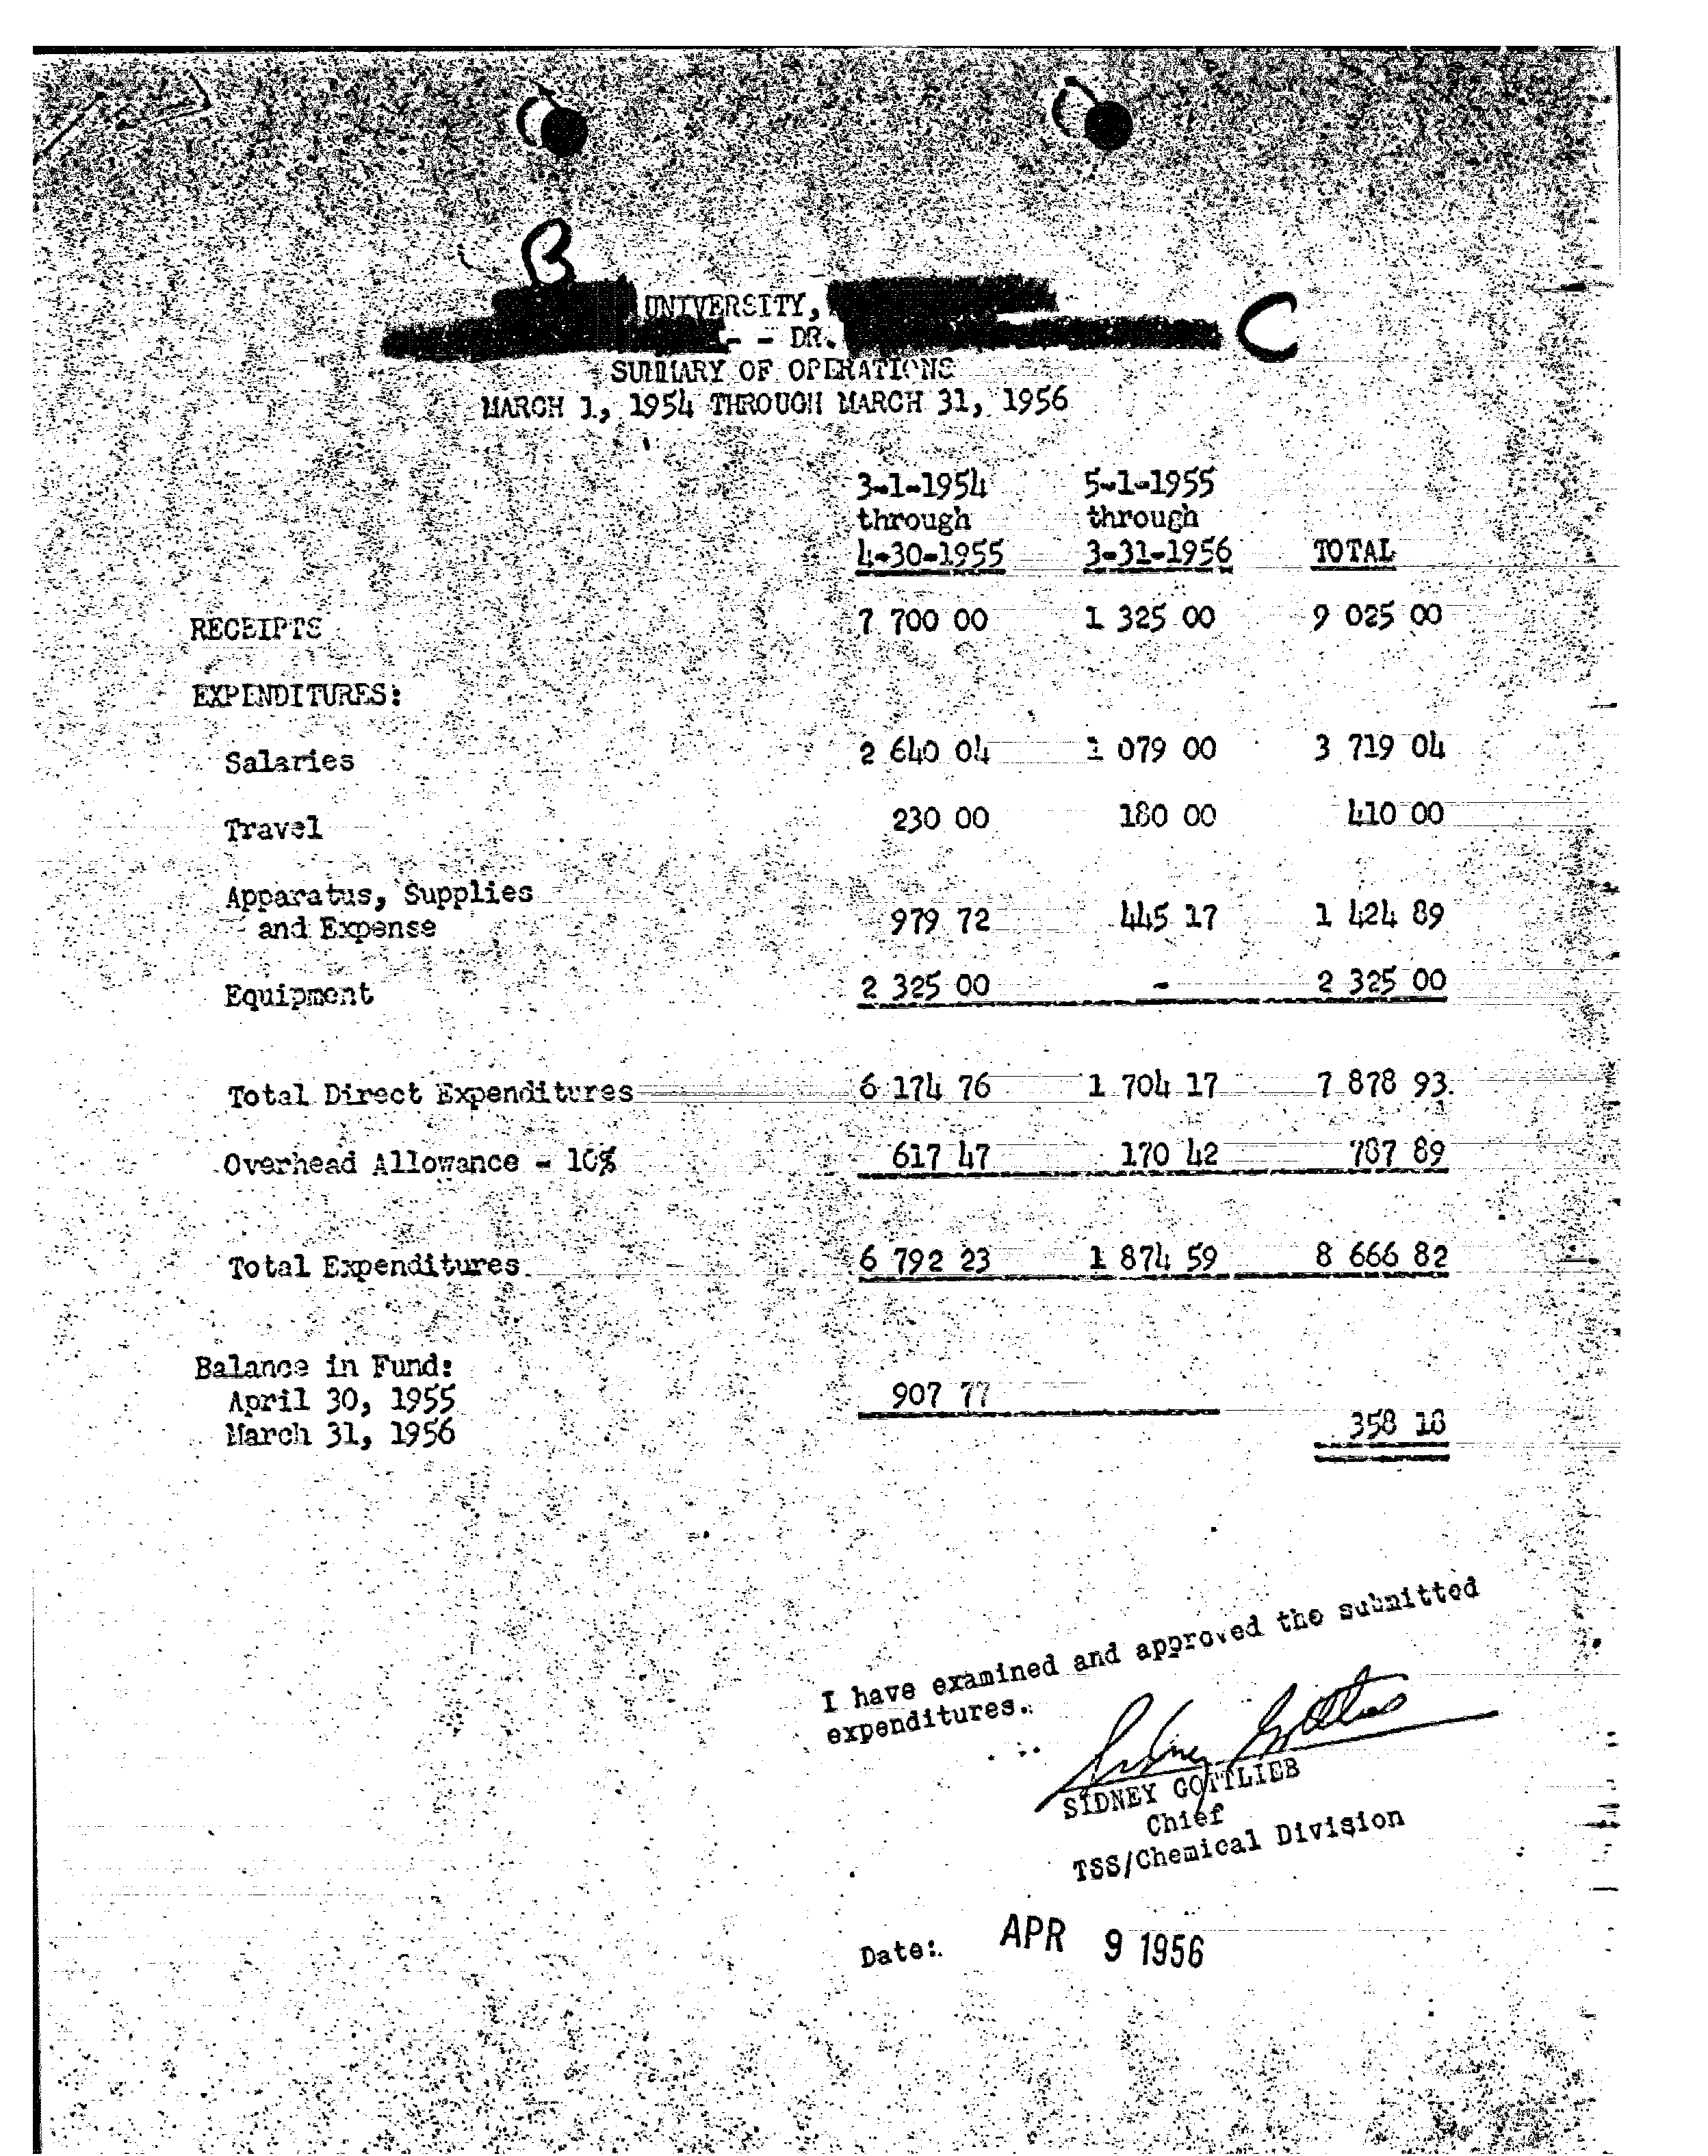 B
UNIVERSITY,
- - DR. C
SUMMARY OF OPERATIONS
MARCH 1, 1954 THROUGH MARCH 31, 1956
3-1-1954 5-1-1955
through through
4-30-1955 3-31-1956 TOTAL
RECEIPTS 7 700 00 1 325 00 9 025 00
EXPENDITURES:
Salaries 2 640 04 1 079 00 3 719 04
Travel 230 00 180 00 410 00
Apparatus, Supplies
and Expense 979 72 445 17 1 424 89
Equipment 2 325 00 - 2 325 00
Total Direct Expenditures 6 174 76 1 704 17 7 878 93
Overhead Allowance - 10% 617 47 170 42 787 89
Total Expenditures 6 792 23 1 874 59 8 666 82
Balance in Fund:
April 30, 1955 907 77
March 31, 1956 358 18
I have examined and approved the submitted
expenditures.
Sidney Gottlieb
SIDNEY GOTTLIEB
Chief
TSS/Chemical Division
Date: APR 9 1956